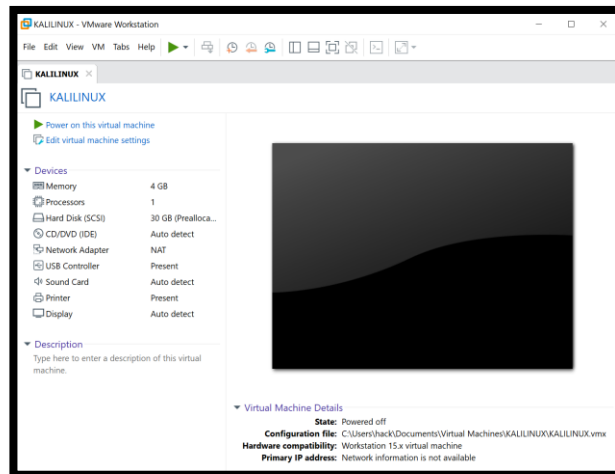 KALILINUX - VMware Workstation
File Edit View VM Tabs Help
KALILINUX
KALILINUX
Power on this virtual machine
Edit virtual machine settings
Devices
Memory 4 GB
Processors 1
Hard Disk (SCSI) 30 GB (Prealloca...
CD/DVD (IDE) Auto detect
Network Adapter NAT
USB Controller Present
Sound Card Auto detect
Printer Present
Display Auto detect
Description
Type here to enter a description of this virtual
machine.
Virtual Machine Details
State: Powered off
Configuration file: C:\Users\hack\Documents\Virtual Machines\KALILINUX\KALILINUX.vmx
Hardware compatibility: Workstation 15.x virtual machine
Primary IP address: Network information is not available